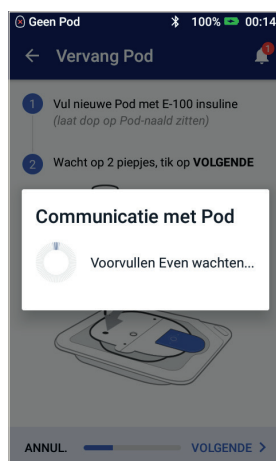 Geen Pod 100% 00:14
Vervang Pod 1
1 Vul nieuwe Pod met E-100 insuline
(laat dop op Pod-naald zitten)
2 Wacht op 2 piepjes, tik op VOLGENDE
Communicatie met Pod
Voorvullen Even wachten...
ANNUL. VOLGENDE >